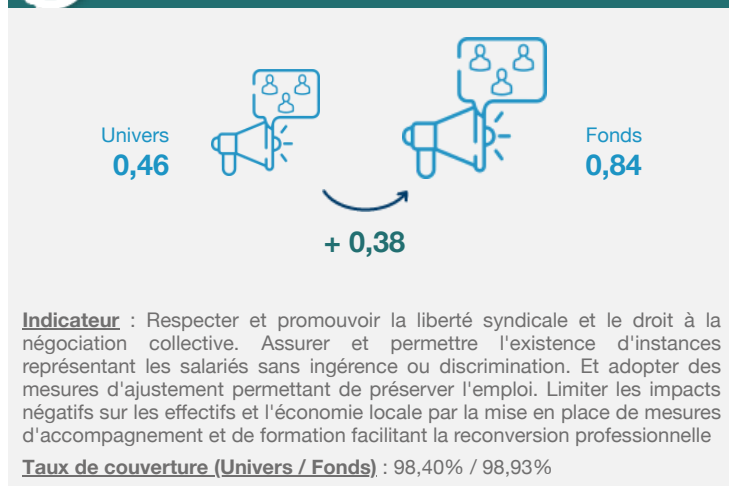 Univers
0,46
Fonds
0,84
+ 0,38
Indicateur : Respecter et promouvoir la liberté syndicale et le droit à la
négociation collective. Assurer et permettre l'existence d'instances
représentant les salariés sans ingérence ou discrimination. Et adopter des
mesures d'ajustement permettant de préserver l'emploi. Limiter les impacts
négatifs sur les effectifs et l'économie locale par la mise en place de mesures
d'accompagnement et de formation facilitant la reconversion professionnelle
Taux de couverture (Univers / Fonds) : 98,40% / 98,93%